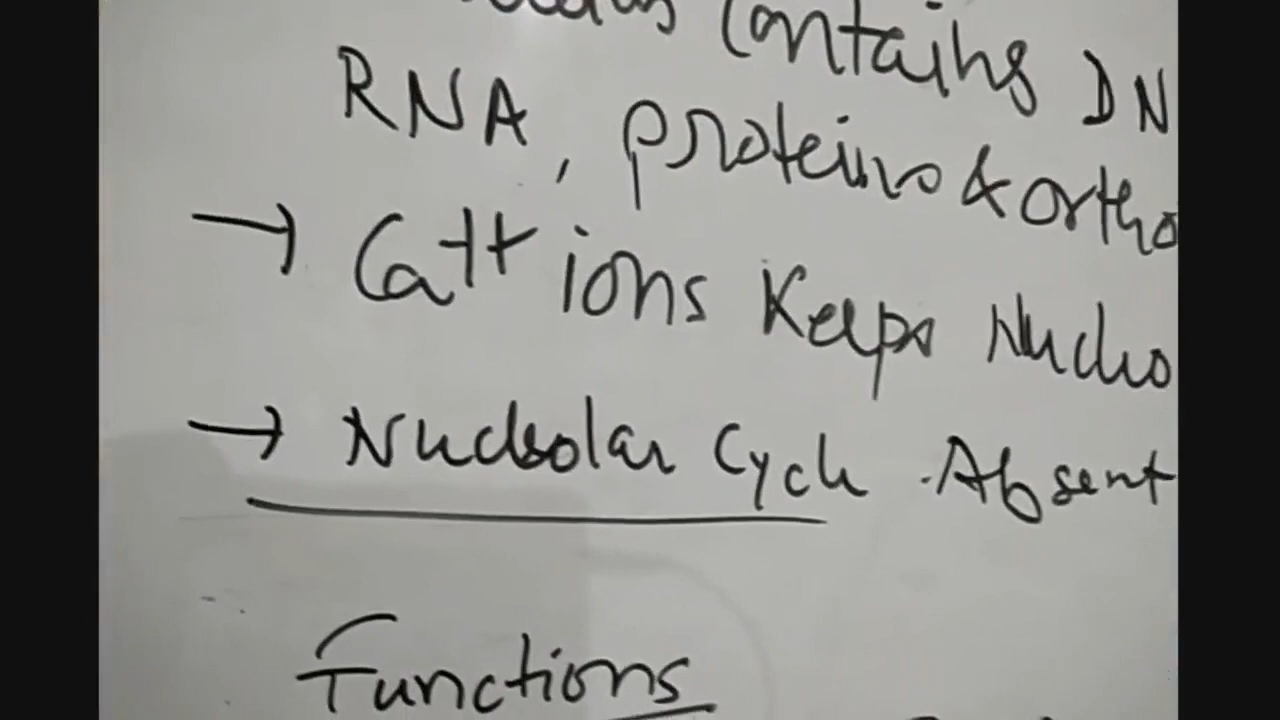 contains DN
RNA, proteins & ortho
→ Ca++ ions Keeps Nucleo
→ Nucleolar Cycle Absent
Functions